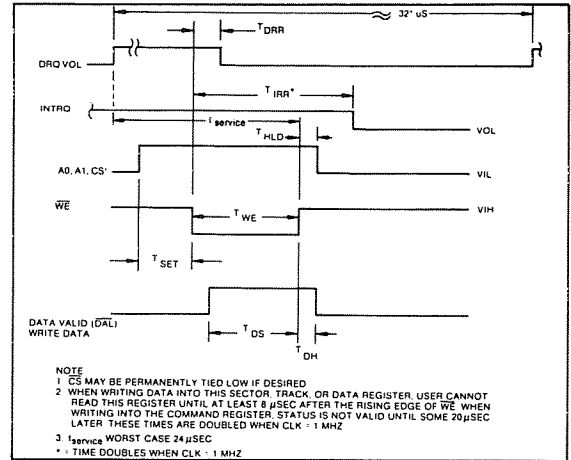 32* uS
T DRR
DRQ VOL
T IRR*
INTRQ
t service
VOL
T HLD
A0, A1, CS*
VIL
WE
T WE
VIH
T SET
DATA VALID (DAL)
WRITE DATA
T DS
T DH
NOTE
1 CS MAY BE PERMANENTLY TIED LOW IF DESIRED
2 WHEN WRITING DATA INTO THIS SECTOR, TRACK, OR DATA REGISTER, USER CANNOT
READ THIS REGISTER UNTIL AT LEAST 8 µSEC AFTER THE RISING EDGE OF WE WHEN
WRITING INTO THE COMMAND REGISTER, STATUS IS NOT VALID UNTIL SOME 20 µSEC
LATER THESE TIMES ARE DOUBLED WHEN CLK = 1 MHZ
3. t service WORST CASE 24 µSEC
* = TIME DOUBLES WHEN CLK = 1 MHZ